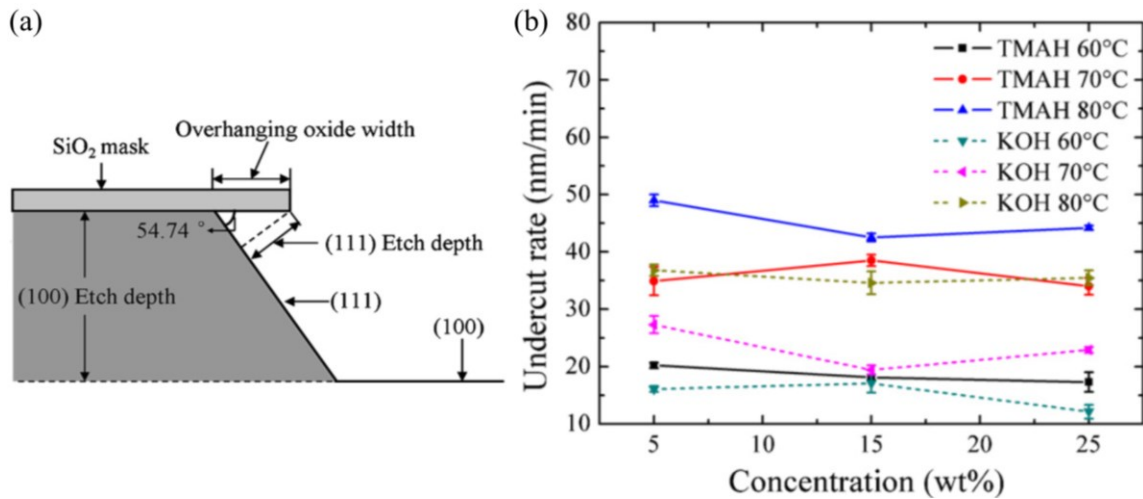 (a)
Overhanging oxide width
SiO₂ mask
54.74 °
(111) Etch depth
(100) Etch depth
(111)
(100)
(b)
Undercut rate (nm/min)
80
70
60
50
40
30
20
10
TMAH 60°C
TMAH 70°C
TMAH 80°C
KOH 60°C
KOH 70°C
KOH 80°C
5 10 15 20 25
Concentration (wt%)